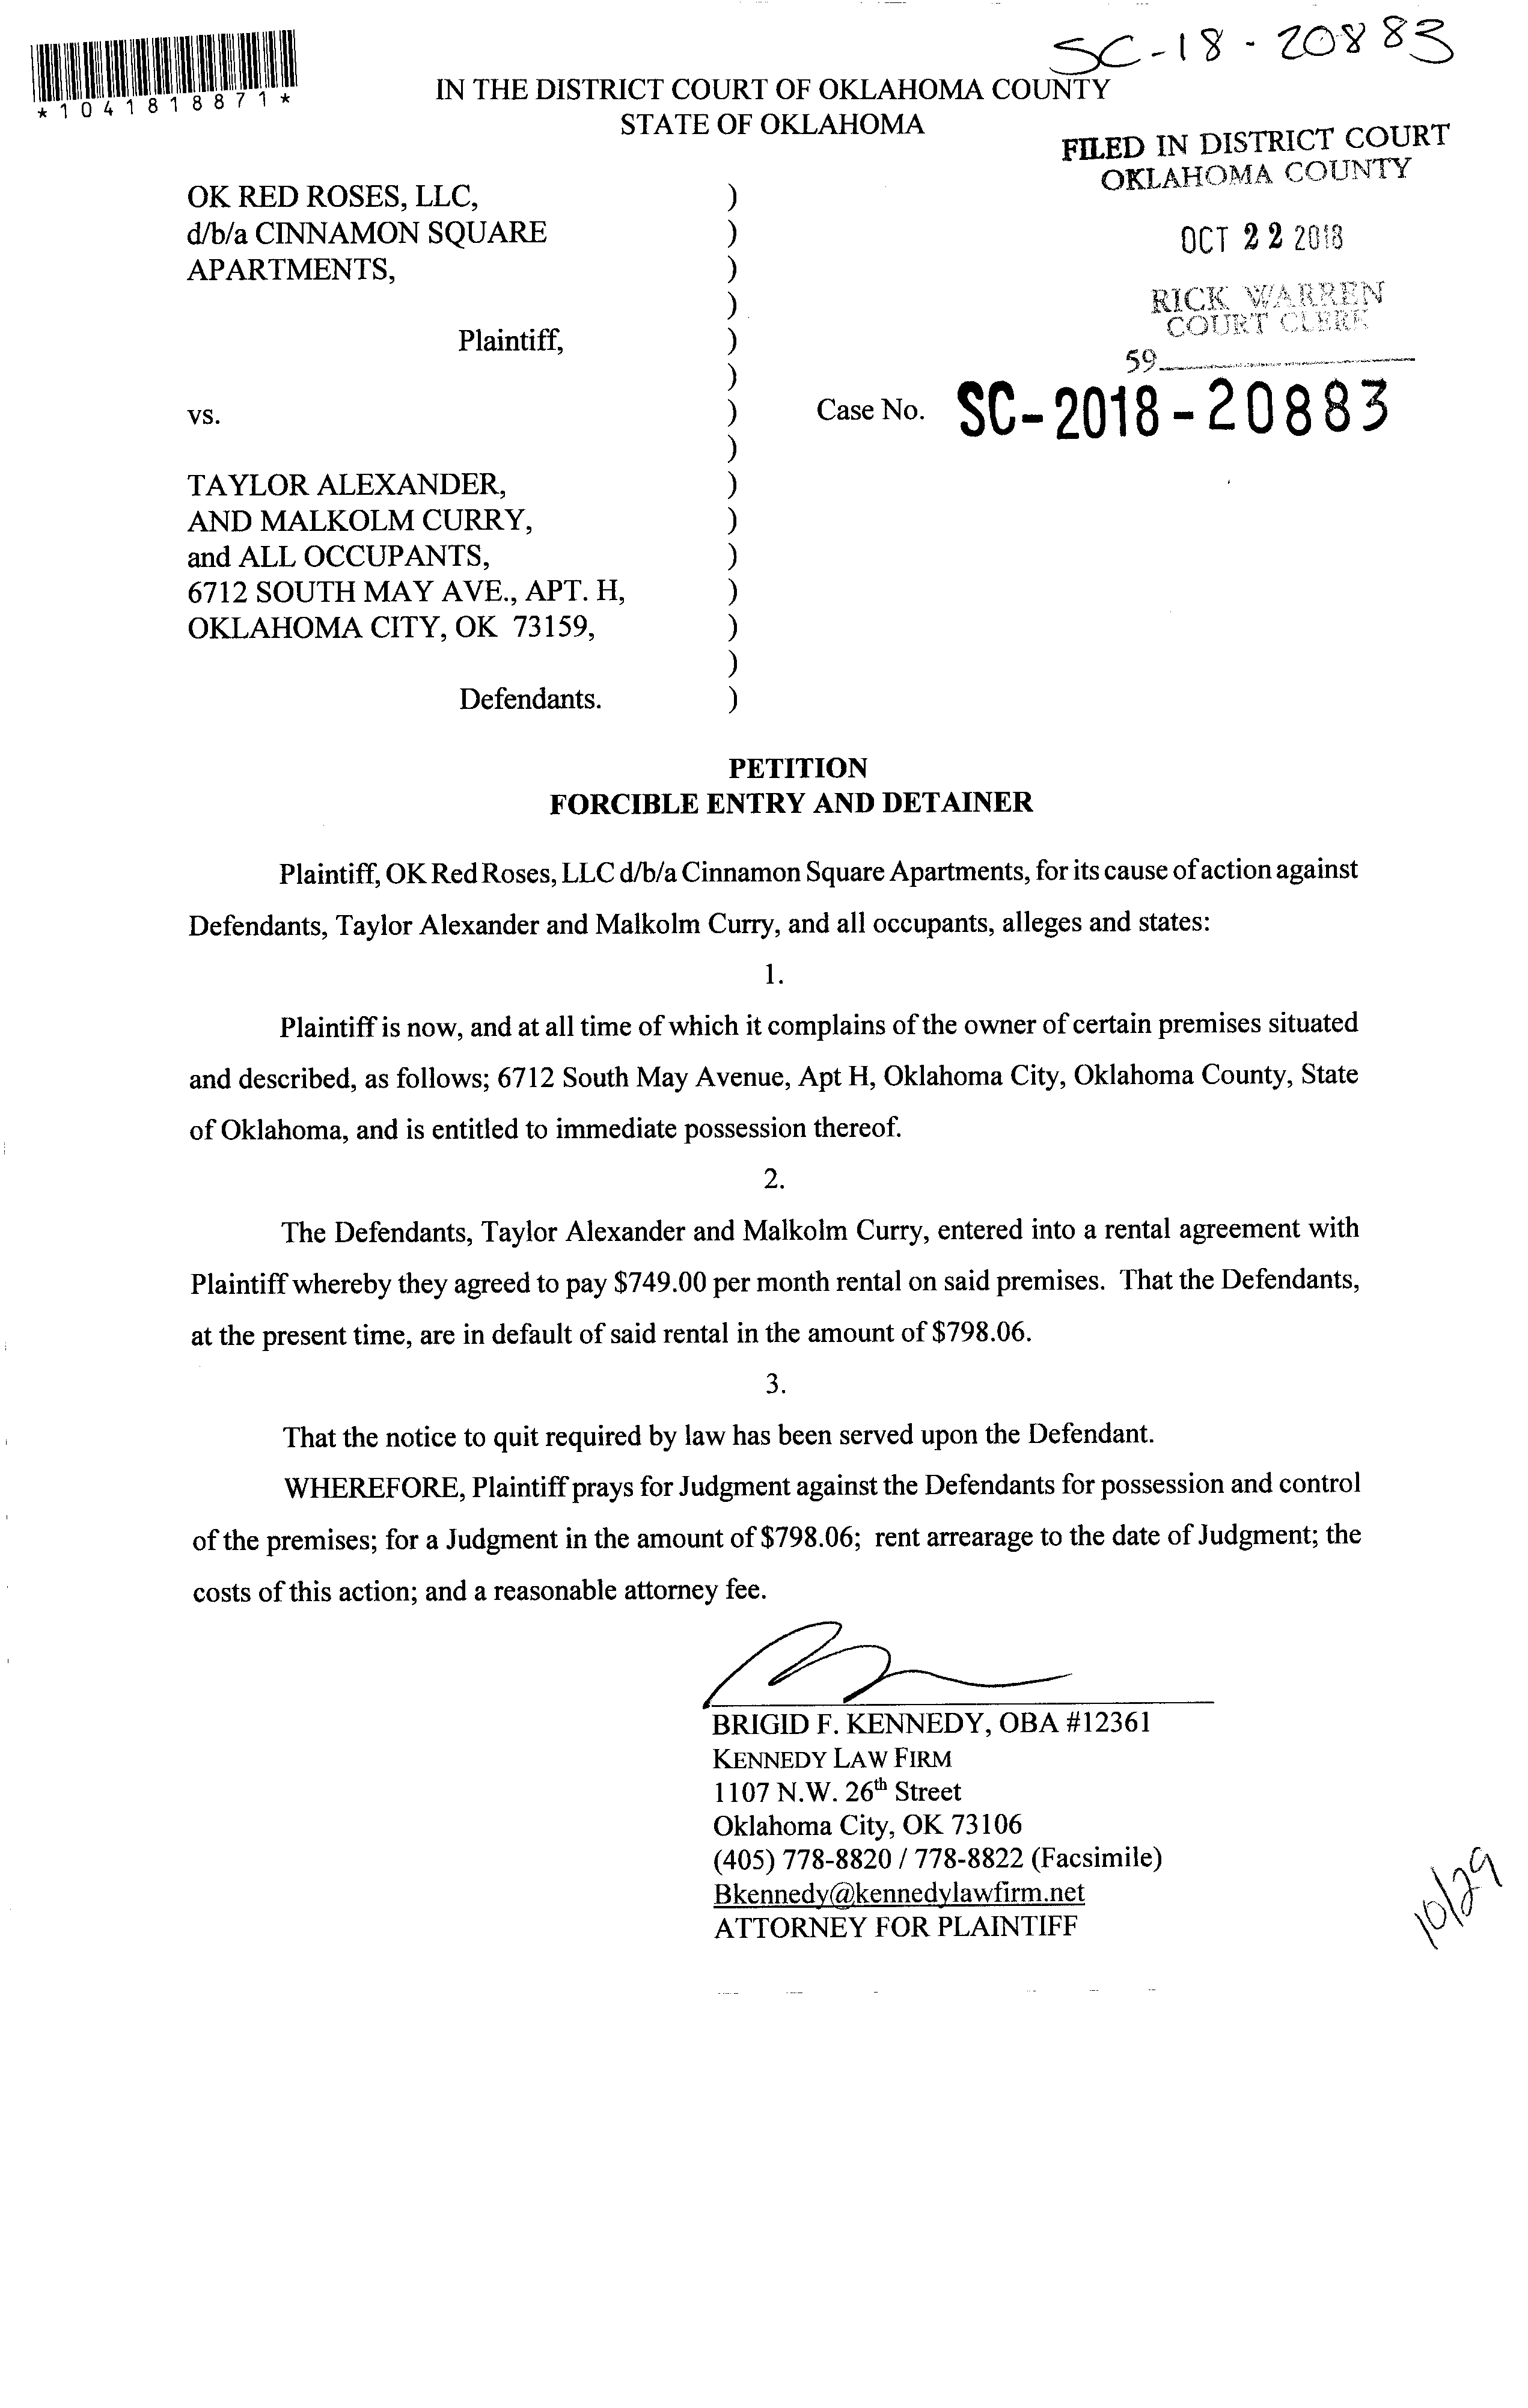 SC-18-20883
*1041818871*
IN THE DISTRICT COURT OF OKLAHOMA COUNTY
STATE OF OKLAHOMA
FILED IN DISTRICT COURT
OKLAHOMA COUNTY
OCT 22 2018
RICK WARREN
COURT CLERK
59
OK RED ROSES, LLC, )
d/b/a CINNAMON SQUARE )
APARTMENTS, )
)
Plaintiff, )
)
vs. ) Case No. SC-2018-20883
)
TAYLOR ALEXANDER, )
AND MALKOLM CURRY, )
and ALL OCCUPANTS, )
6712 SOUTH MAY AVE., APT. H, )
OKLAHOMA CITY, OK 73159, )
)
Defendants. )
PETITION
FORCIBLE ENTRY AND DETAINER
Plaintiff, OK Red Roses, LLC d/b/a Cinnamon Square Apartments, for its cause of action against
Defendants, Taylor Alexander and Malkolm Curry, and all occupants, alleges and states:
1.
Plaintiff is now, and at all time of which it complains of the owner of certain premises situated
and described, as follows; 6712 South May Avenue, Apt H, Oklahoma City, Oklahoma County, State
of Oklahoma, and is entitled to immediate possession thereof.
2.
The Defendants, Taylor Alexander and Malkolm Curry, entered into a rental agreement with
Plaintiff whereby they agreed to pay $749.00 per month rental on said premises. That the Defendants,
at the present time, are in default of said rental in the amount of $798.06.
3.
That the notice to quit required by law has been served upon the Defendant.
WHEREFORE, Plaintiff prays for Judgment against the Defendants for possession and control
of the premises; for a Judgment in the amount of $798.06; rent arrearage to the date of Judgment; the
costs of this action; and a reasonable attorney fee.
BRIGID F. KENNEDY, OBA #12361
KENNEDY LAW FIRM
1107 N.W. 26th Street
Oklahoma City, OK 73106
(405) 778-8820 / 778-8822 (Facsimile)
Bkennedy@kennedylawfirm.net
ATTORNEY FOR PLAINTIFF
10/29